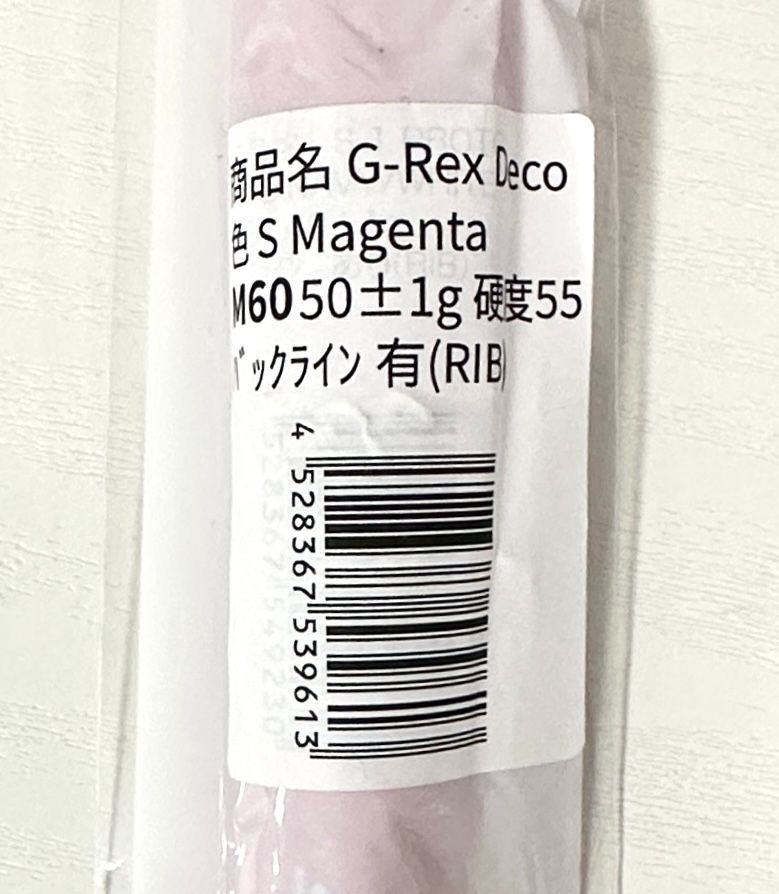 商品名 G-Rex Deco
色 S Magenta
M60 50±1g 硬度55
ﾊﾞックライン 有(RIB)
4 528367 539613